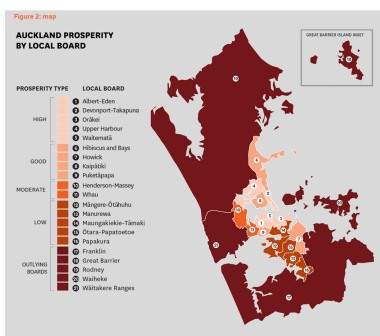 Figure 2: map
AUCKLAND PROSPERITY
BY LOCAL BOARD
GREAT BARRIER ISLAND INSET
PROSPERITY TYPE LOCAL BOARD
HIGH
1 Albert-Eden
2 Devonport-Takapuna
3 Ōrākei
4 Upper Harbour
5 Waitematā
GOOD
6 Hibiscus and Bays
7 Howick
8 Kaipātiki
9 Puketāpapa
MODERATE
10 Henderson-Massey
11 Whau
LOW
12 Māngere-Ōtāhuhu
13 Manurewa
14 Maungakiekie-Tāmaki
15 Ōtara-Papatoetoe
16 Papakura
OUTLYING
BOARDS
17 Franklin
18 Great Barrier
19 Rodney
20 Waiheke
21 Waitakere Ranges